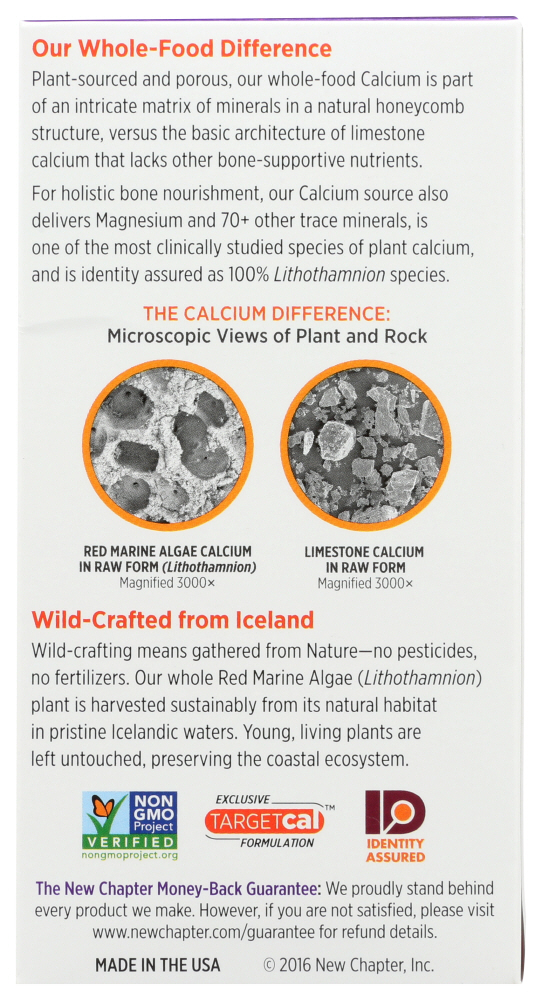 Our Whole-Food Difference
Plant-sourced and porous, our whole-food Calcium is part
of an intricate matrix of minerals in a natural honeycomb
structure, versus the basic architecture of limestone
calcium that lacks other bone-supportive nutrients.
For holistic bone nourishment, our Calcium source also
delivers Magnesium and 70+ other trace minerals, is
one of the most clinically studied species of plant calcium,
and is identity assured as 100% Lithothamnion species.
THE CALCIUM DIFFERENCE:
Microscopic Views of Plant and Rock
RED MARINE ALGAE CALCIUM
IN RAW FORM (Lithothamnion)
Magnified 3000×
LIMESTONE CALCIUM
IN RAW FORM
Magnified 3000×
Wild-Crafted from Iceland
Wild-crafting means gathered from Nature—no pesticides,
no fertilizers. Our whole Red Marine Algae (Lithothamnion)
plant is harvested sustainably from its natural habitat
in pristine Icelandic waters. Young, living plants are
left untouched, preserving the coastal ecosystem.
NON
GMO
Project
VERIFIED
nongmoproject.org
EXCLUSIVE
TARGETcal™
FORMULATION
ID
IDENTITY
ASSURED
The New Chapter Money-Back Guarantee: We proudly stand behind
every product we make. However, if you are not satisfied, please visit
www.newchapter.com/guarantee for refund details.
MADE IN THE USA © 2016 New Chapter, Inc.